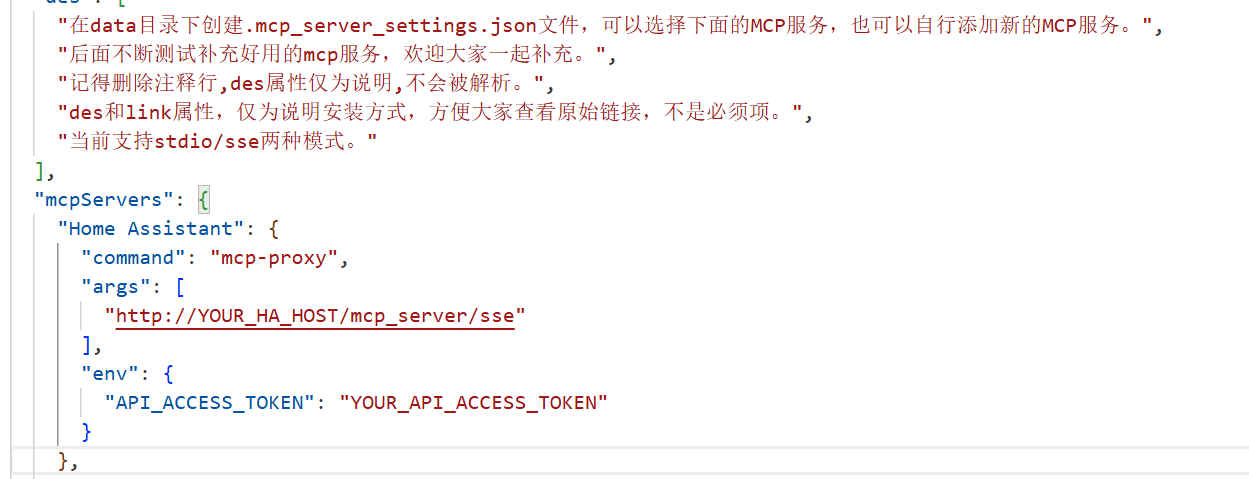 "des": [
"在data目录下创建.mcp_server_settings.json文件，可以选择下面的MCP服务，也可以自行添加新的MCP服务。",
"后面不断测试补充好用的mcp服务，欢迎大家一起补充。",
"记得删除注释行,des属性仅为说明,不会被解析。",
"des和link属性，仅为说明安装方式，方便大家查看原始链接，不是必须项。",
"当前支持stdio/sse两种模式。"
],
"mcpServers": {
"Home Assistant": {
"command": "mcp-proxy",
"args": [
"http://YOUR_HA_HOST/mcp_server/sse"
],
"env": {
"API_ACCESS_TOKEN": "YOUR_API_ACCESS_TOKEN"
}
},